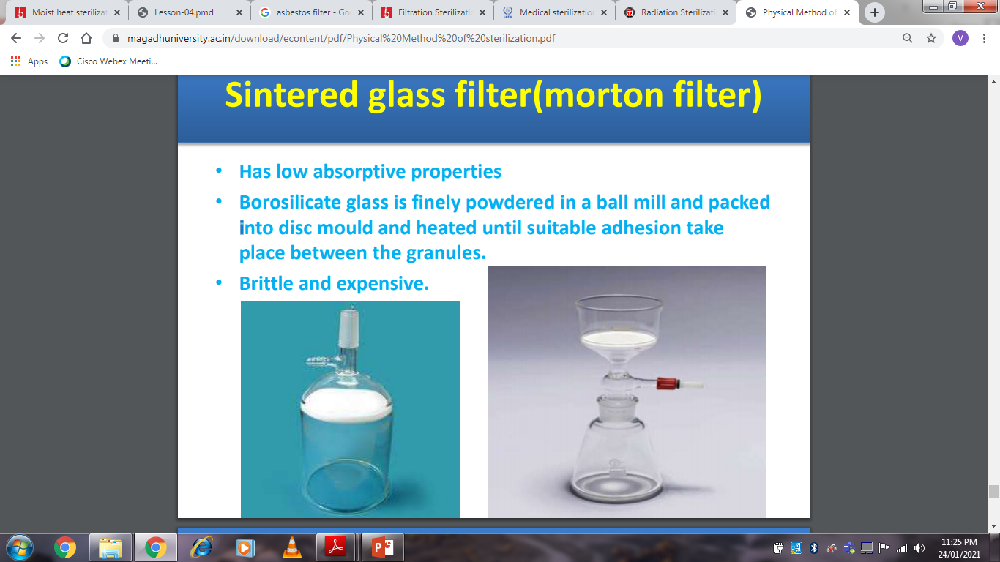 Moist heat sterilizat
Lesson-04.pmd
asbestos filter - Go
Filtration Sterilizati
Medical sterilization
Radiation Sterilizati
Physical Method of
magadhuniversity.ac.in/download/econtent/pdf/Physical%20Method%20of%20sterilization.pdf
V
Apps
Cisco Webex Meeti...
Sintered glass filter(morton filter)
• Has low absorptive properties
• Borosilicate glass is finely powdered in a ball mill and packed
into disc mould and heated until suitable adhesion take
place between the granules.
• Brittle and expensive.
11:25 PM
24/01/2021